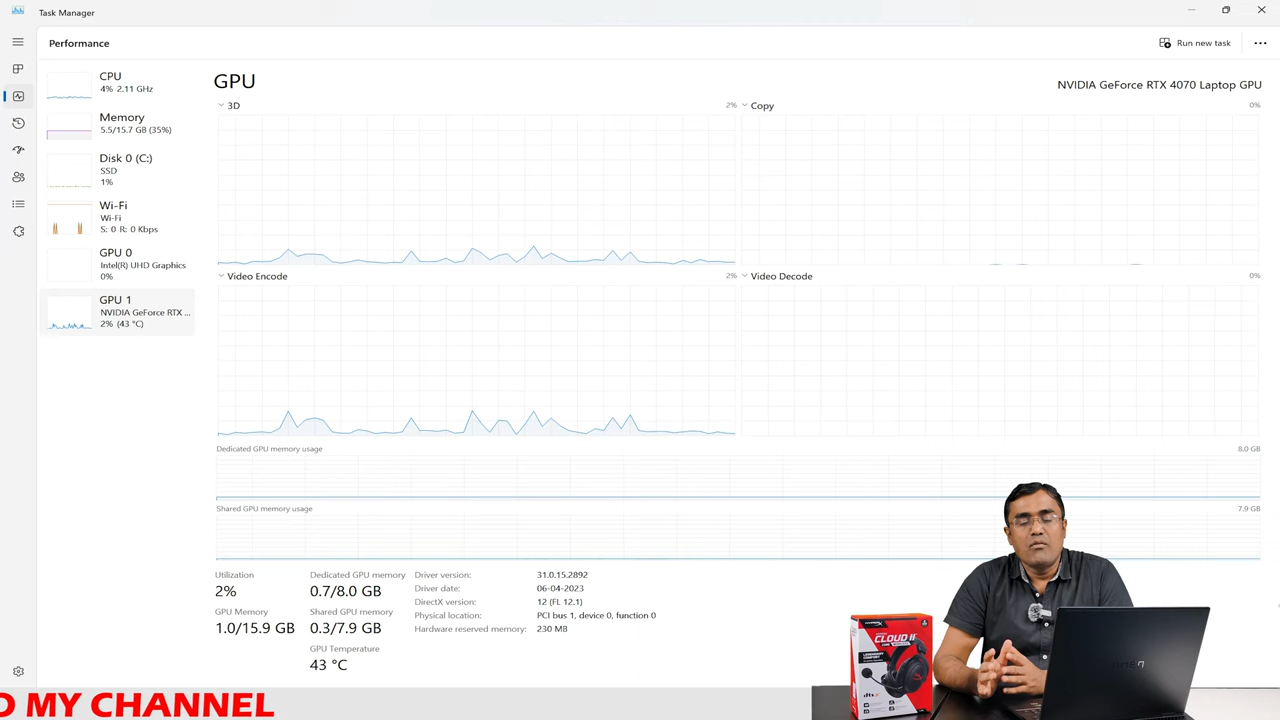 Task Manager
Performance
Run new task
CPU
4% 2.11 GHz
Memory
5.5/15.7 GB (35%)
Disk 0 (C:)
SSD
1%
Wi-Fi
Wi-Fi
S: 0 R: 0 Kbps
GPU 0
Intel(R) UHD Graphics
0%
GPU 1
NVIDIA GeForce RTX ...
2% (43 °C)
GPU
NVIDIA GeForce RTX 4070 Laptop GPU
3D 2%
Copy 0%
Video Encode 2%
Video Decode 0%
Dedicated GPU memory usage 8.0 GB
Shared GPU memory usage 7.9 GB
Utilization
2%
Dedicated GPU memory
0.7/8.0 GB
GPU Memory
1.0/15.9 GB
Shared GPU memory
0.3/7.9 GB
GPU Temperature
43 °C
Driver version: 31.0.15.2892
Driver date: 06-04-2023
DirectX version: 12 (FL 12.1)
Physical location: PCI bus 1, device 0, function 0
Hardware reserved memory: 230 MB
HYPERX
CLOUD II
D MY CHANNEL